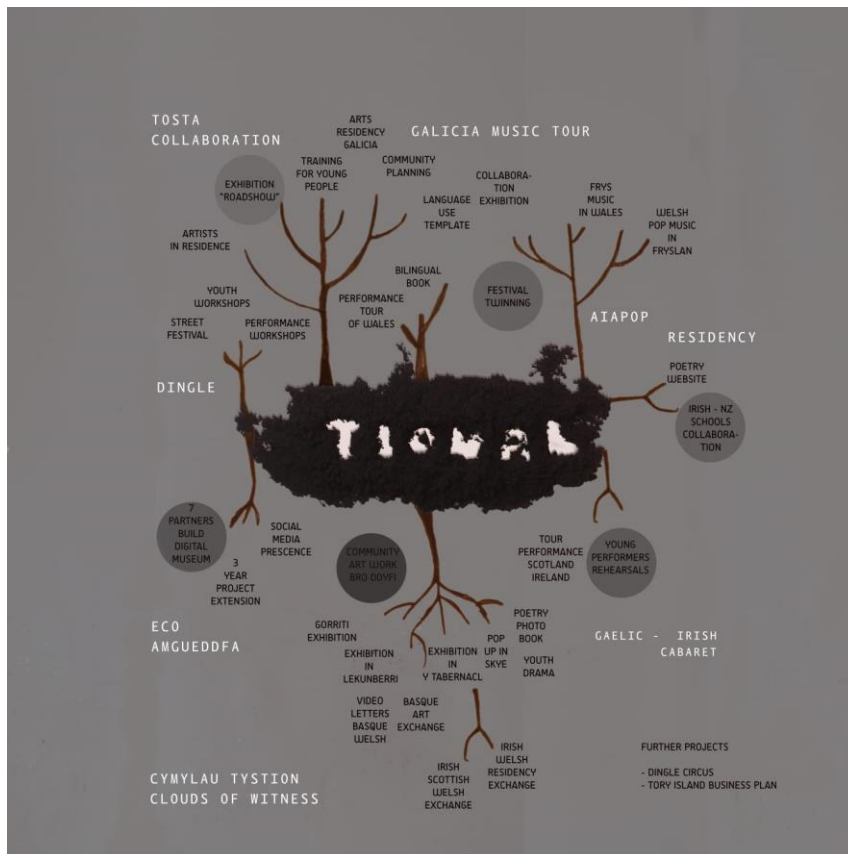 TOSTA
COLLABORATION
ARTS
RESIDENCY
GALICIA
GALICIA MUSIC TOUR
EXHIBITION
"ROADSHOW"
TRAINING
FOR YOUNG
PEOPLE
COMMUNITY
PLANNING
LANGUAGE
USE
TEMPLATE
COLLABORA-
TION
EXHIBITION
FRYS
MUSIC
IN WALES
WELSH
POP MUSIC
IN
FRYSLAN
ARTISTS
IN RESIDENCE
YOUTH
WORKSHOPS
STREET
FESTIVAL
PERFORMANCE
WORKSHOPS
PERFORMANCE
TOUR
OF WALES
BILINGUAL
BOOK
FESTIVAL
TWINNING
AIAPOP
RESIDENCY
DINGLE
POETRY
WEBSITE
IRISH - NZ
SCHOOLS
COLLABORA-
TION
TIOWAL
7
PARTNERS
BUILD
DIGITAL
MUSEUM
SOCIAL
MEDIA
PRESCENCE
3
YEAR
PROJECT
EXTENSION
COMMUNITY
ART WORK
BRO DDYFI
TOUR
PERFORMANCE
SCOTLAND
IRELAND
YOUNG
PERFORMERS
REHEARSALS
ECO
AMGUEDDFA
GORRITI
EXHIBITION
EXHIBITION
IN
LEKUNBERRI
EXHIBITION
IN
Y TABERNACL
POP
UP IN
SKYE
POETRY
PHOTO
BOOK
YOUTH
DRAMA
GAELIC - IRISH
CABARET
VIDEO
LETTERS
BASQUE
WELSH
BASQUE
ART
EXCHANGE
IRISH
SCOTTISH
WELSH
EXCHANGE
IRISH
WELSH
RESIDENCY
EXCHANGE
CYMYLAU TYSTION
CLOUDS OF WITNESS
FURTHER PROJECTS
- DINGLE CIRCUS
- TORY ISLAND BUSINESS PLAN